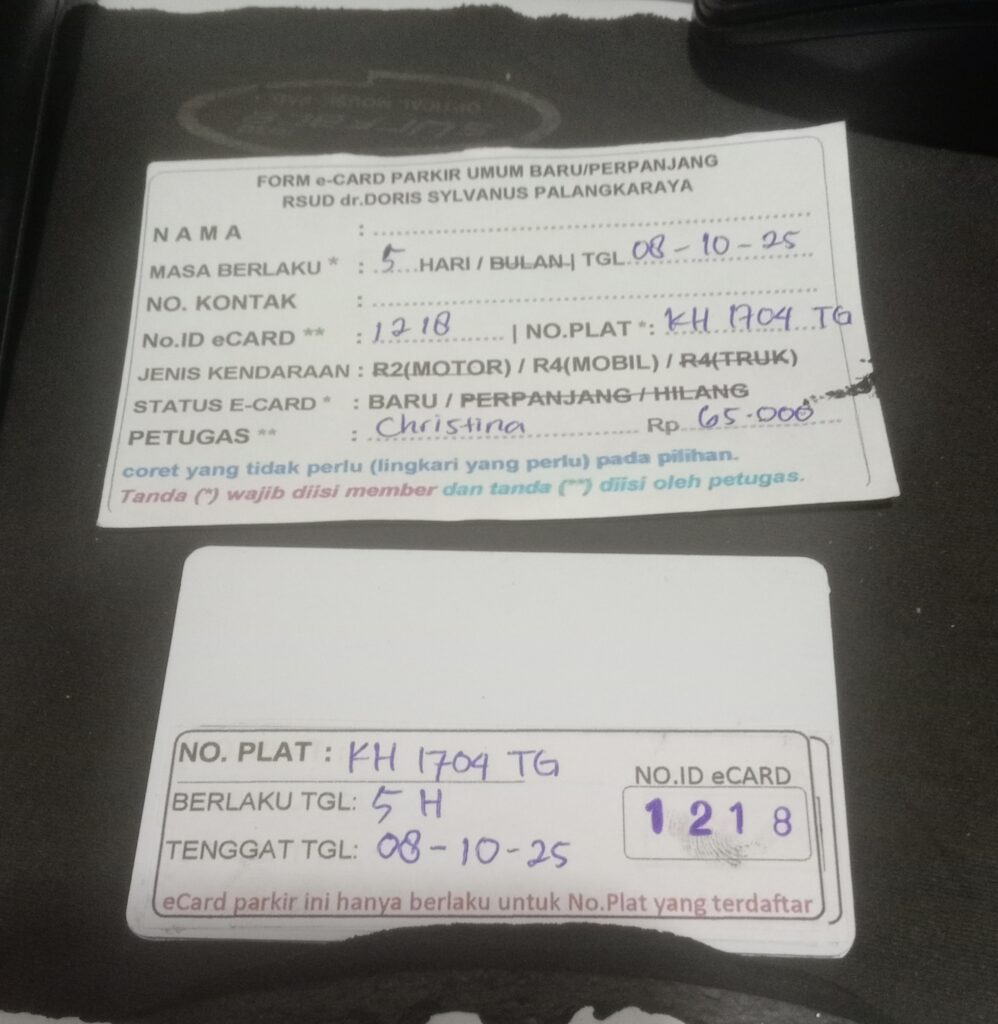 FORM e-CARD PARKIR UMUM BARU/PERPANJANG
RSUD dr.DORIS SYLVANUS PALANGKARAYA
N A M A :
MASA BERLAKU * : 5 HARI / BULAN | TGL 08-10-25
NO. KONTAK :
No.ID eCARD ** : 1218 | NO.PLAT *: KH 1704 TG
JENIS KENDARAAN : R2(MOTOR) / R4(MOBIL) / R4(TRUK)
STATUS E-CARD * : BARU / PERPANJANG / HILANG
PETUGAS ** : Christina Rp 65.000
coret yang tidak perlu (lingkari yang perlu) pada pilihan.
Tanda (*) wajib diisi member dan tanda (**) diisi oleh petugas.
NO. PLAT : KH 1704 TG
BERLAKU TGL: 5 H
TENGGAT TGL: 08-10-25
NO.ID eCARD
1218
eCard parkir ini hanya berlaku untuk No.Plat yang terdaftar